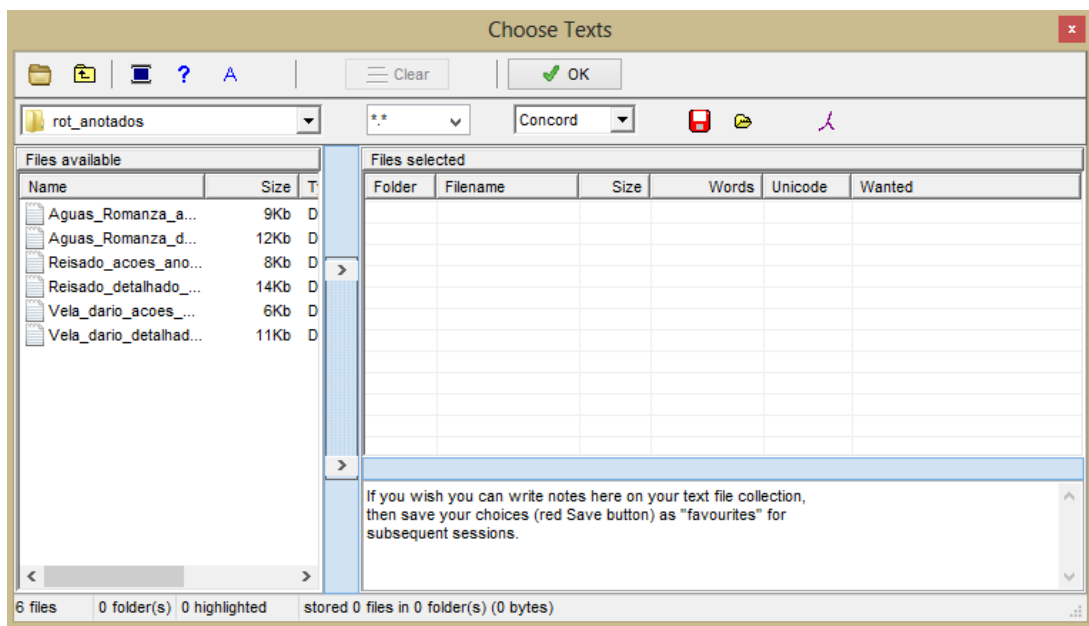 Choose Texts
x
? A Clear OK
rot_anotados *.* Concord
Files available Files selected
Name Size T Folder Filename Size Words Unicode Wanted
Aguas_Romanza_a... 9Kb D
Aguas_Romanza_d... 12Kb D
Reisado_acoes_ano... 8Kb D
Reisado_detalhado_... 14Kb D
Vela_dario_acoes_... 6Kb D
Vela_dario_detalhad... 11Kb D
If you wish you can write notes here on your text file collection,
then save your choices (red Save button) as "favourites" for
subsequent sessions.
6 files 0 folder(s) 0 highlighted stored 0 files in 0 folder(s) (0 bytes)